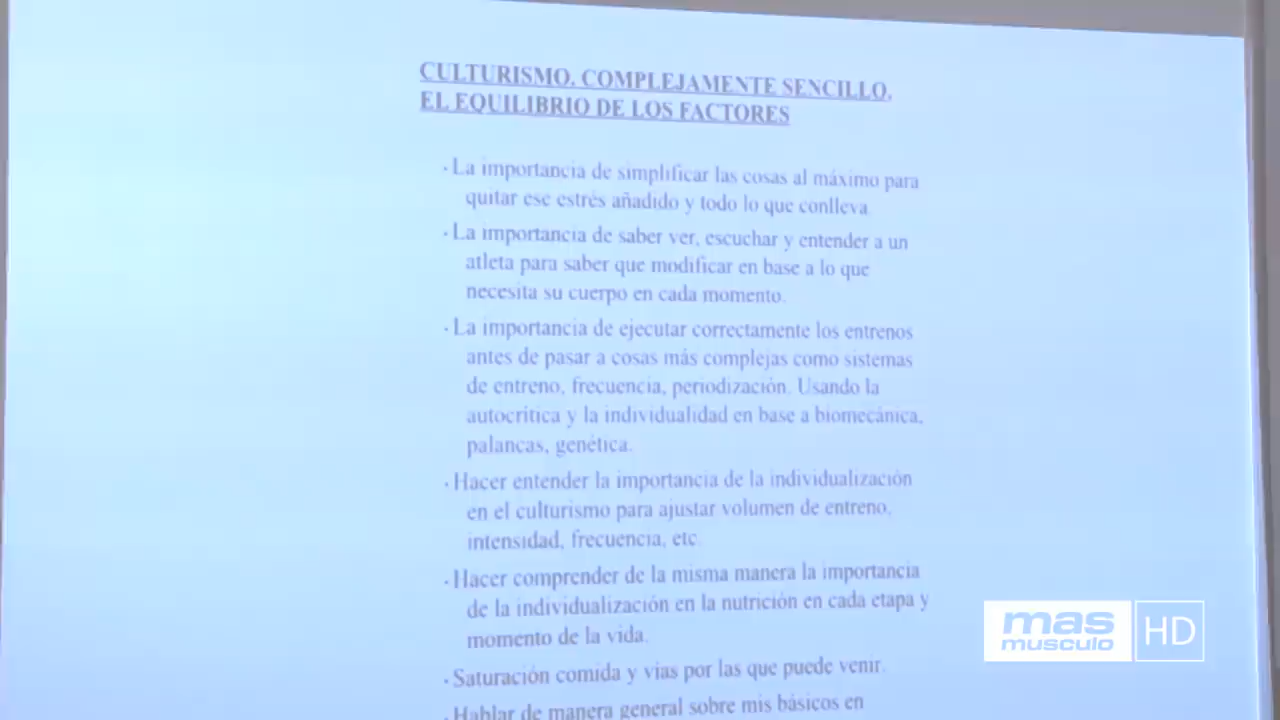 CULTURISMO. COMPLEJAMENTE SENCILLO.
EL EQUILIBRIO DE LOS FACTORES
· La importancia de simplificar las cosas al máximo para
quitar ese estrés añadido y todo lo que conlleva
· La importancia de saber ver, escuchar y entender a un
atleta para saber que modificar en base a lo que
necesita su cuerpo en cada momento.
· La importancia de ejecutar correctamente los entrenos
antes de pasar a cosas más complejas como sistemas
de entreno, frecuencia, periodización. Usando la
autocrítica y la individualidad en base a biomecánica,
palancas, genética.
· Hacer entender la importancia de la individualización
en el culturismo para ajustar volumen de entreno,
intensidad, frecuencia, etc.
· Hacer comprender de la misma manera la importancia
de la individualización en la nutrición en cada etapa y
momento de la vida.
· Saturación comida y vías por las que puede venir.
· Hablar de manera general sobre mis básicos en
mas
musculo
HD